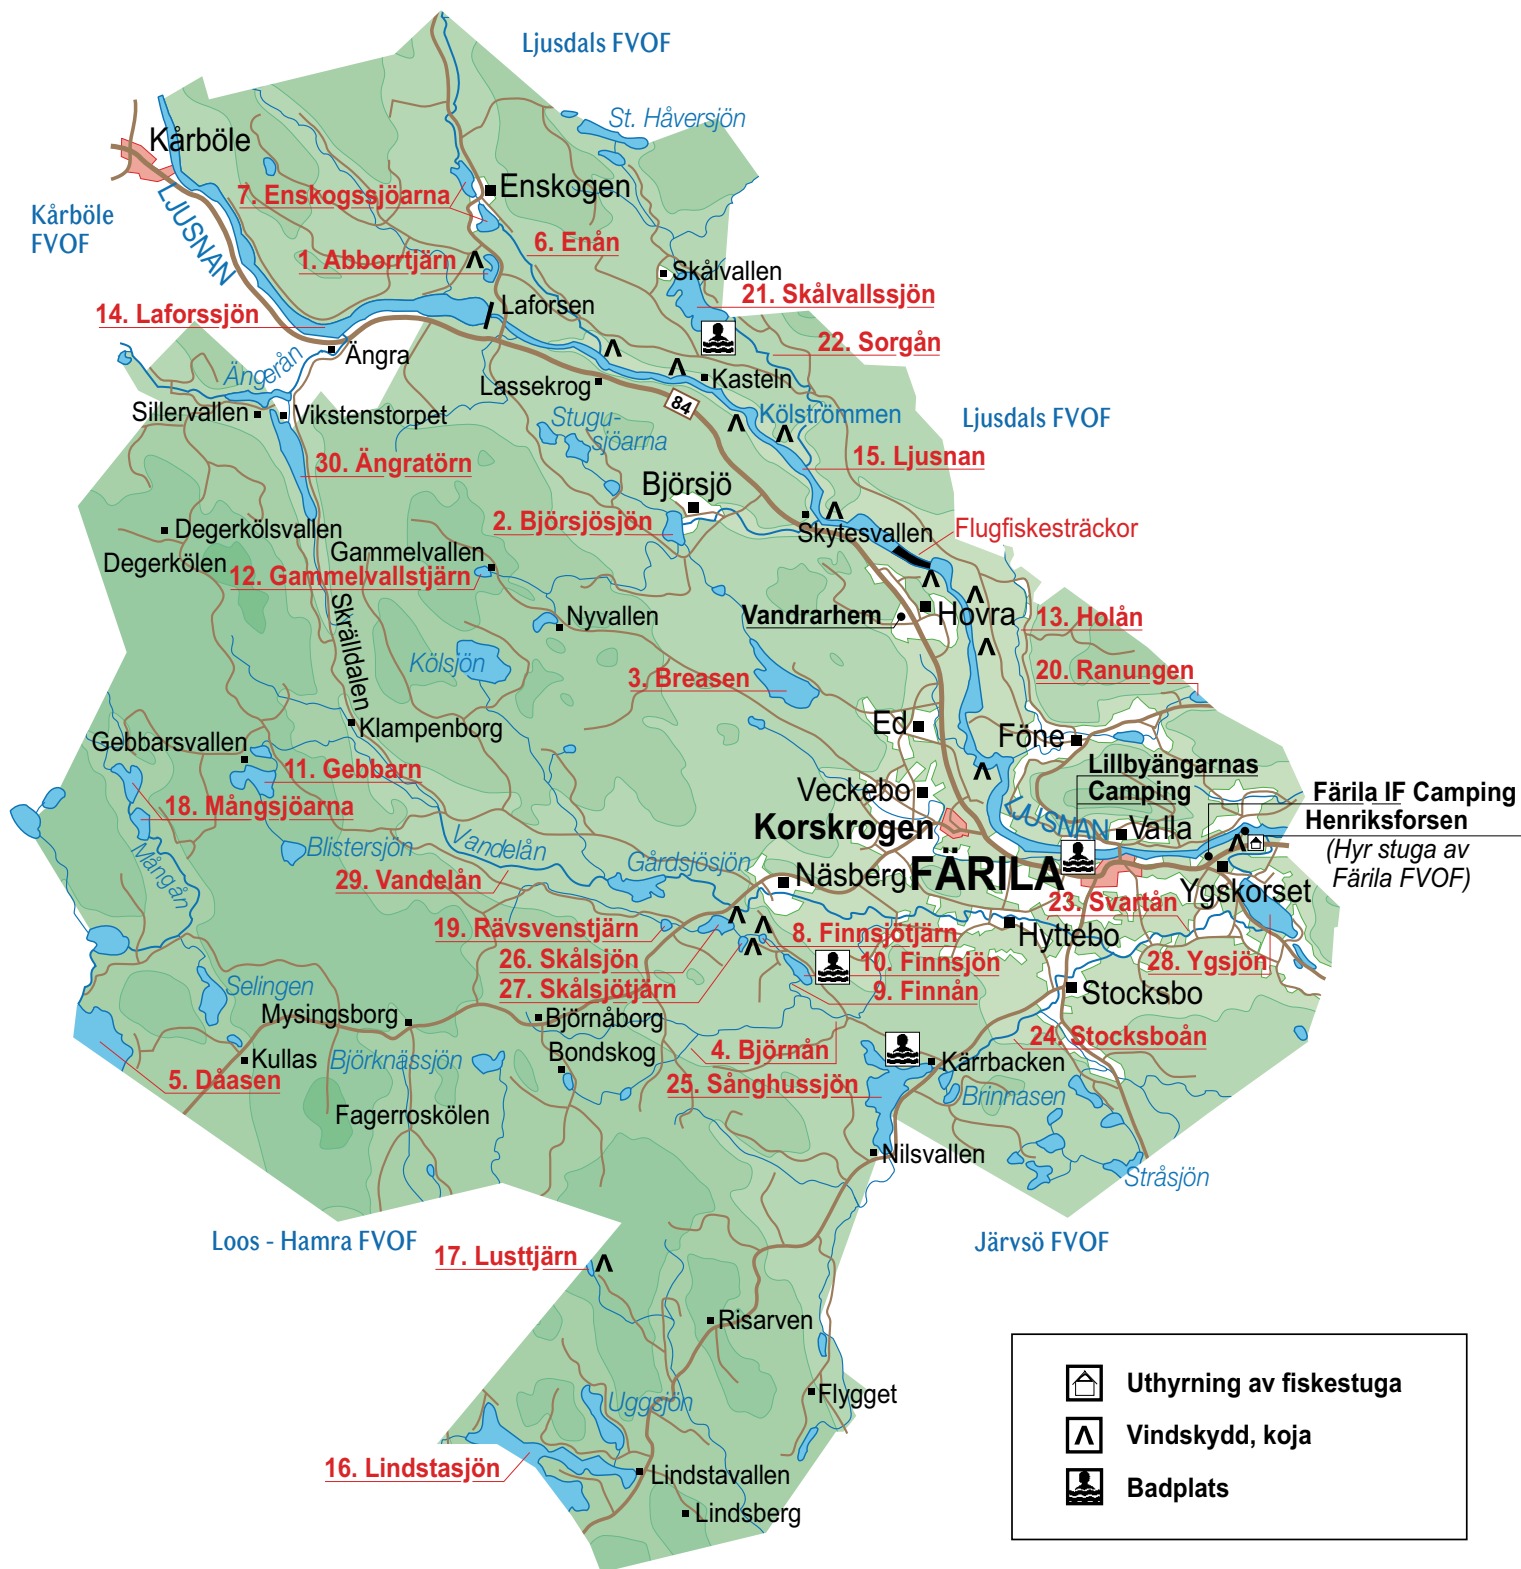 Ljusdals FVOF
St. Håversjön
Kårböle
Enskogen
7. Enskogssjöarna
LJUSNAN
Kårböle
FVOF
6. Enån
1. Abborrtjärn
Skålvallen
21. Skålvallssjön
14. Laforssjön
Laforsen
22. Sorgån
Ängra
Ängerån
Lassekrog
Kasteln
84
Sillervallen
Vikstenstorpet
Stugu-
sjöarna
Kölströmmen
Ljusdals FVOF
30. Ängratörn
15. Ljusnan
Björsjö
2. Björsjösjön
Skytesvallen
Flugfiskesträckor
Degerkölsvallen
Degerkölen
Gammelvallen
12. Gammelvallstjärn
Skrälldalen
Nyvallen
Vandrarhem
Hovra
13. Holån
Kölsjön
3. Breasen
20. Ranungen
Klampenborg
Ed
Föne
Gebbarsvallen
11. Gebbarn
18. Mångsjöarna
Lillbyängarnas
Camping
Veckebo
Korskrogen
LJUSNAN
Valla
Färila IF Camping
Henriksforsen
(Hyr stuga av
Färila FVOF)
Blistersjön
Vandelån
Mångån
Gårdsjösjön
29. Vandelån
Näsberg
FÄRILA
Ygskorset
23. Svartån
19. Rävsvenstjärn
8. Finnsjötjärn
Hyttebo
26. Skålsjön
10. Finnsjön
28. Ygsjön
27. Skålsjötjärn
9. Finnån
Selingen
Stocksbo
Mysingsborg
Björnåborg
24. Stocksboån
Kullas
Björknässjön
Bondskog
4. Björnån
Kärrbacken
5. Dåasen
25. Sånghussjön
Brinnasen
Fagerroskölen
Nilsvallen
Stråsjön
Loos - Hamra FVOF
17. Lusttjärn
Järvsö FVOF
Risarven
Uggsjön
Flygget
16. Lindstasjön
Lindstavallen
Lindsberg
Uthyrning av fiskestuga
Vindskydd, koja
Badplats